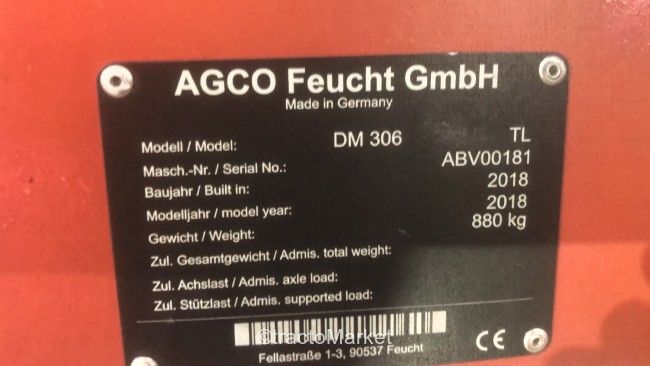 AGCO Feucht GmbH
Made in Germany
Modell / Model: DM 306 TL
Masch.-Nr. / Serial No.: ABV00181
Baujahr / Built in: 2018
Modelljahr / model year: 2018
Gewicht / Weight: 880 kg
Zul. Gesamtgewicht / Admis. total weight:
Zul. Achslast / Admis. axle load:
Zul. Stützlast / Admis. supported load:
©tractoMarket
CE
Fellastraße 1-3, 90537 Feucht